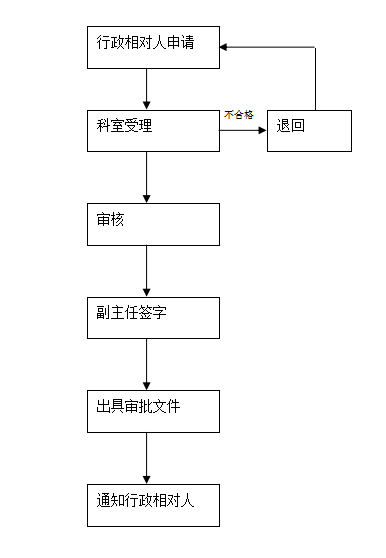 行政相对人申请
科室受理
不合格
退回
审核
副主任签字
出具审批文件
通知行政相对人